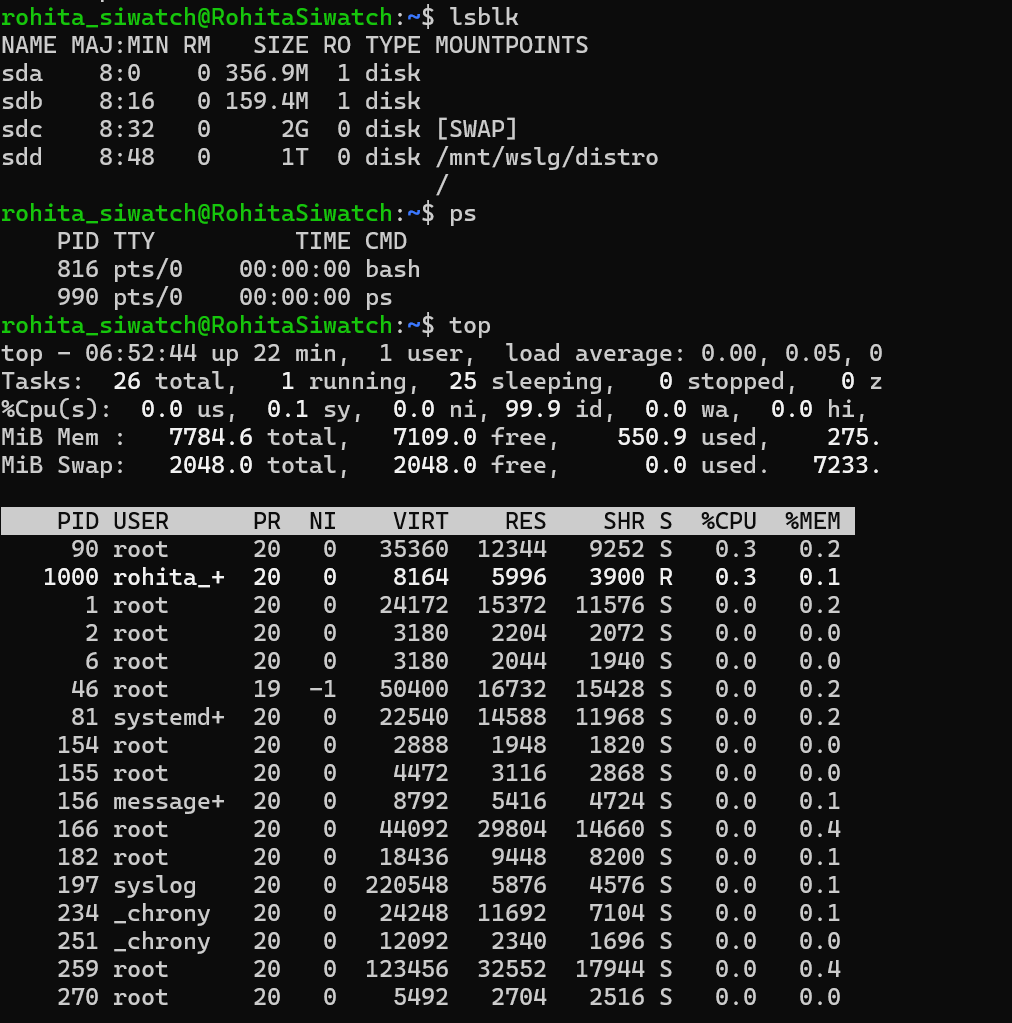 rohita_siwatch@RohitaSiwatch:~$ lsblk
NAME MAJ:MIN RM   SIZE RO TYPE MOUNTPOINTS
sda    8:0    0 356.9M  1 disk
sdb    8:16   0 159.4M  1 disk
sdc    8:32   0     2G  0 disk [SWAP]
sdd    8:48   0     1T  0 disk /mnt/wslg/distro
                               /
rohita_siwatch@RohitaSiwatch:~$ ps
    PID TTY          TIME CMD
    816 pts/0    00:00:00 bash
    990 pts/0    00:00:00 ps
rohita_siwatch@RohitaSiwatch:~$ top
top - 06:52:44 up 22 min,  1 user,  load average: 0.00, 0.05, 0
Tasks:  26 total,   1 running,  25 sleeping,   0 stopped,   0 z
%Cpu(s):  0.0 us,  0.1 sy,  0.0 ni, 99.9 id,  0.0 wa,  0.0 hi,
MiB Mem :   7784.6 total,   7109.0 free,    550.9 used,    275.
MiB Swap:   2048.0 total,   2048.0 free,      0.0 used.   7233.
    PID USER      PR  NI    VIRT    RES    SHR S  %CPU  %MEM
     90 root      20   0   35360  12344   9252 S   0.3   0.2
   1000 rohita_+  20   0    8164   5996   3900 R   0.3   0.1
      1 root      20   0   24172  15372  11576 S   0.0   0.2
      2 root      20   0    3180   2204   2072 S   0.0   0.0
      6 root      20   0    3180   2044   1940 S   0.0   0.0
     46 root      19  -1   50400  16732  15428 S   0.0   0.2
     81 systemd+  20   0   22540  14588  11968 S   0.0   0.2
    154 root      20   0    2888   1948   1820 S   0.0   0.0
    155 root      20   0    4472   3116   2868 S   0.0   0.0
    156 message+  20   0    8792   5416   4724 S   0.0   0.1
    166 root      20   0   44092  29804  14660 S   0.0   0.4
    182 root      20   0   18436   9448   8200 S   0.0   0.1
    197 syslog    20   0  220548   5876   4576 S   0.0   0.1
    234 _chrony   20   0   24248  11692   7104 S   0.0   0.1
    251 _chrony   20   0   12092   2340   1696 S   0.0   0.0
    259 root      20   0  123456  32552  17944 S   0.0   0.4
    270 root      20   0    5492   2704   2516 S   0.0   0.0